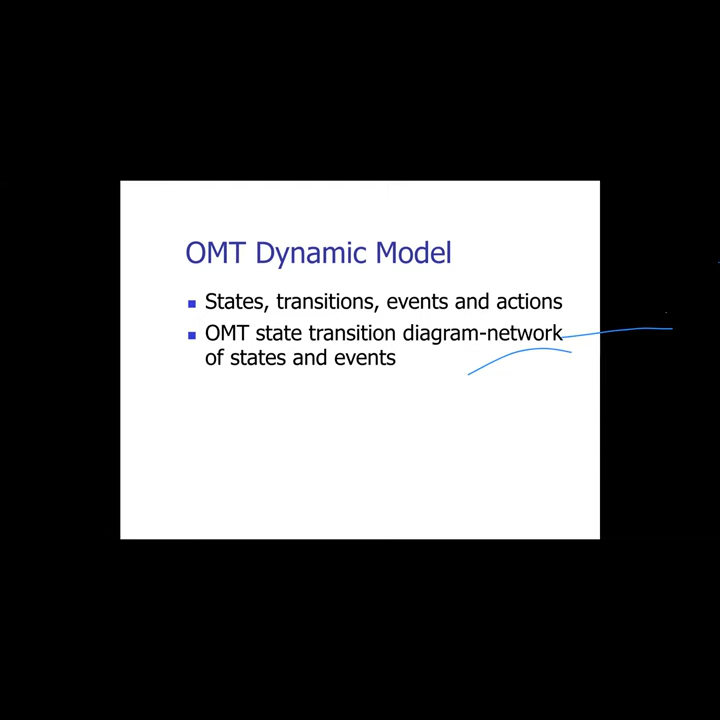 OMT Dynamic Model
States, transitions, events and actions
OMT state transition diagram-network
of states and events